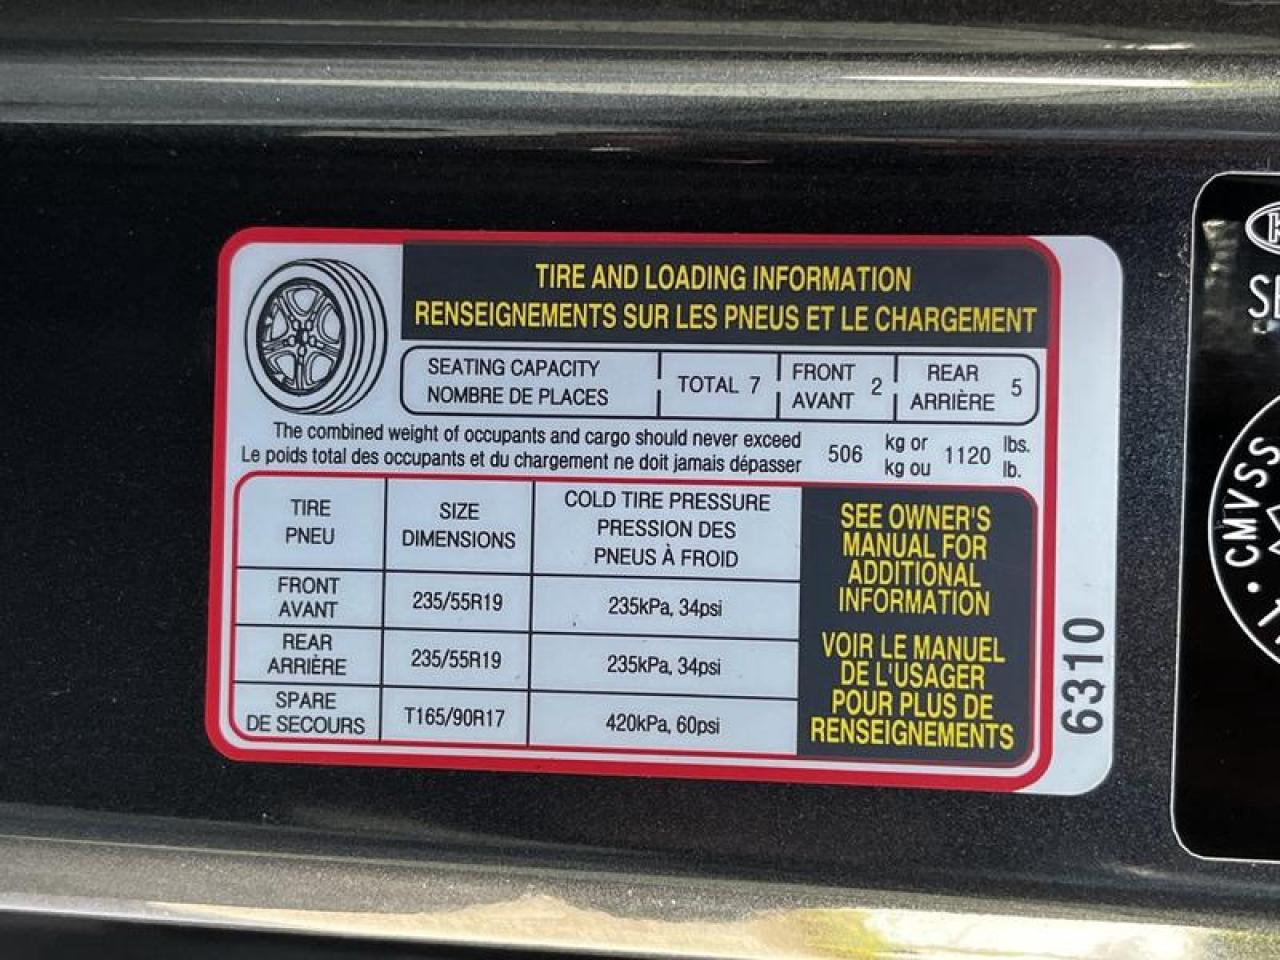 TIRE AND LOADING INFORMATION
RENSEIGNEMENTS SUR LES PNEUS ET LE CHARGEMENT
SEATING CAPACITY
NOMBRE DE PLACES
TOTAL 7
FRONT
AVANT
2
REAR
ARRIÈRE
5
The combined weight of occupants and cargo should never exceed
Le poids total des occupants et du chargement ne doit jamais dépasser
506
kg or
kg ou
1120
lbs.
lb.
TIRE
PNEU
SIZE
DIMENSIONS
COLD TIRE PRESSURE
PRESSION DES
PNEUS À FROID
FRONT
AVANT
235/55R19
235kPa, 34psi
REAR
ARRIÈRE
235/55R19
235kPa, 34psi
SPARE
DE SECOURS
T165/90R17
420kPa, 60psi
SEE OWNER'S
MANUAL FOR
ADDITIONAL
INFORMATION
VOIR LE MANUEL
DE L'USAGER
POUR PLUS DE
RENSEIGNEMENTS
6310
CMVSS